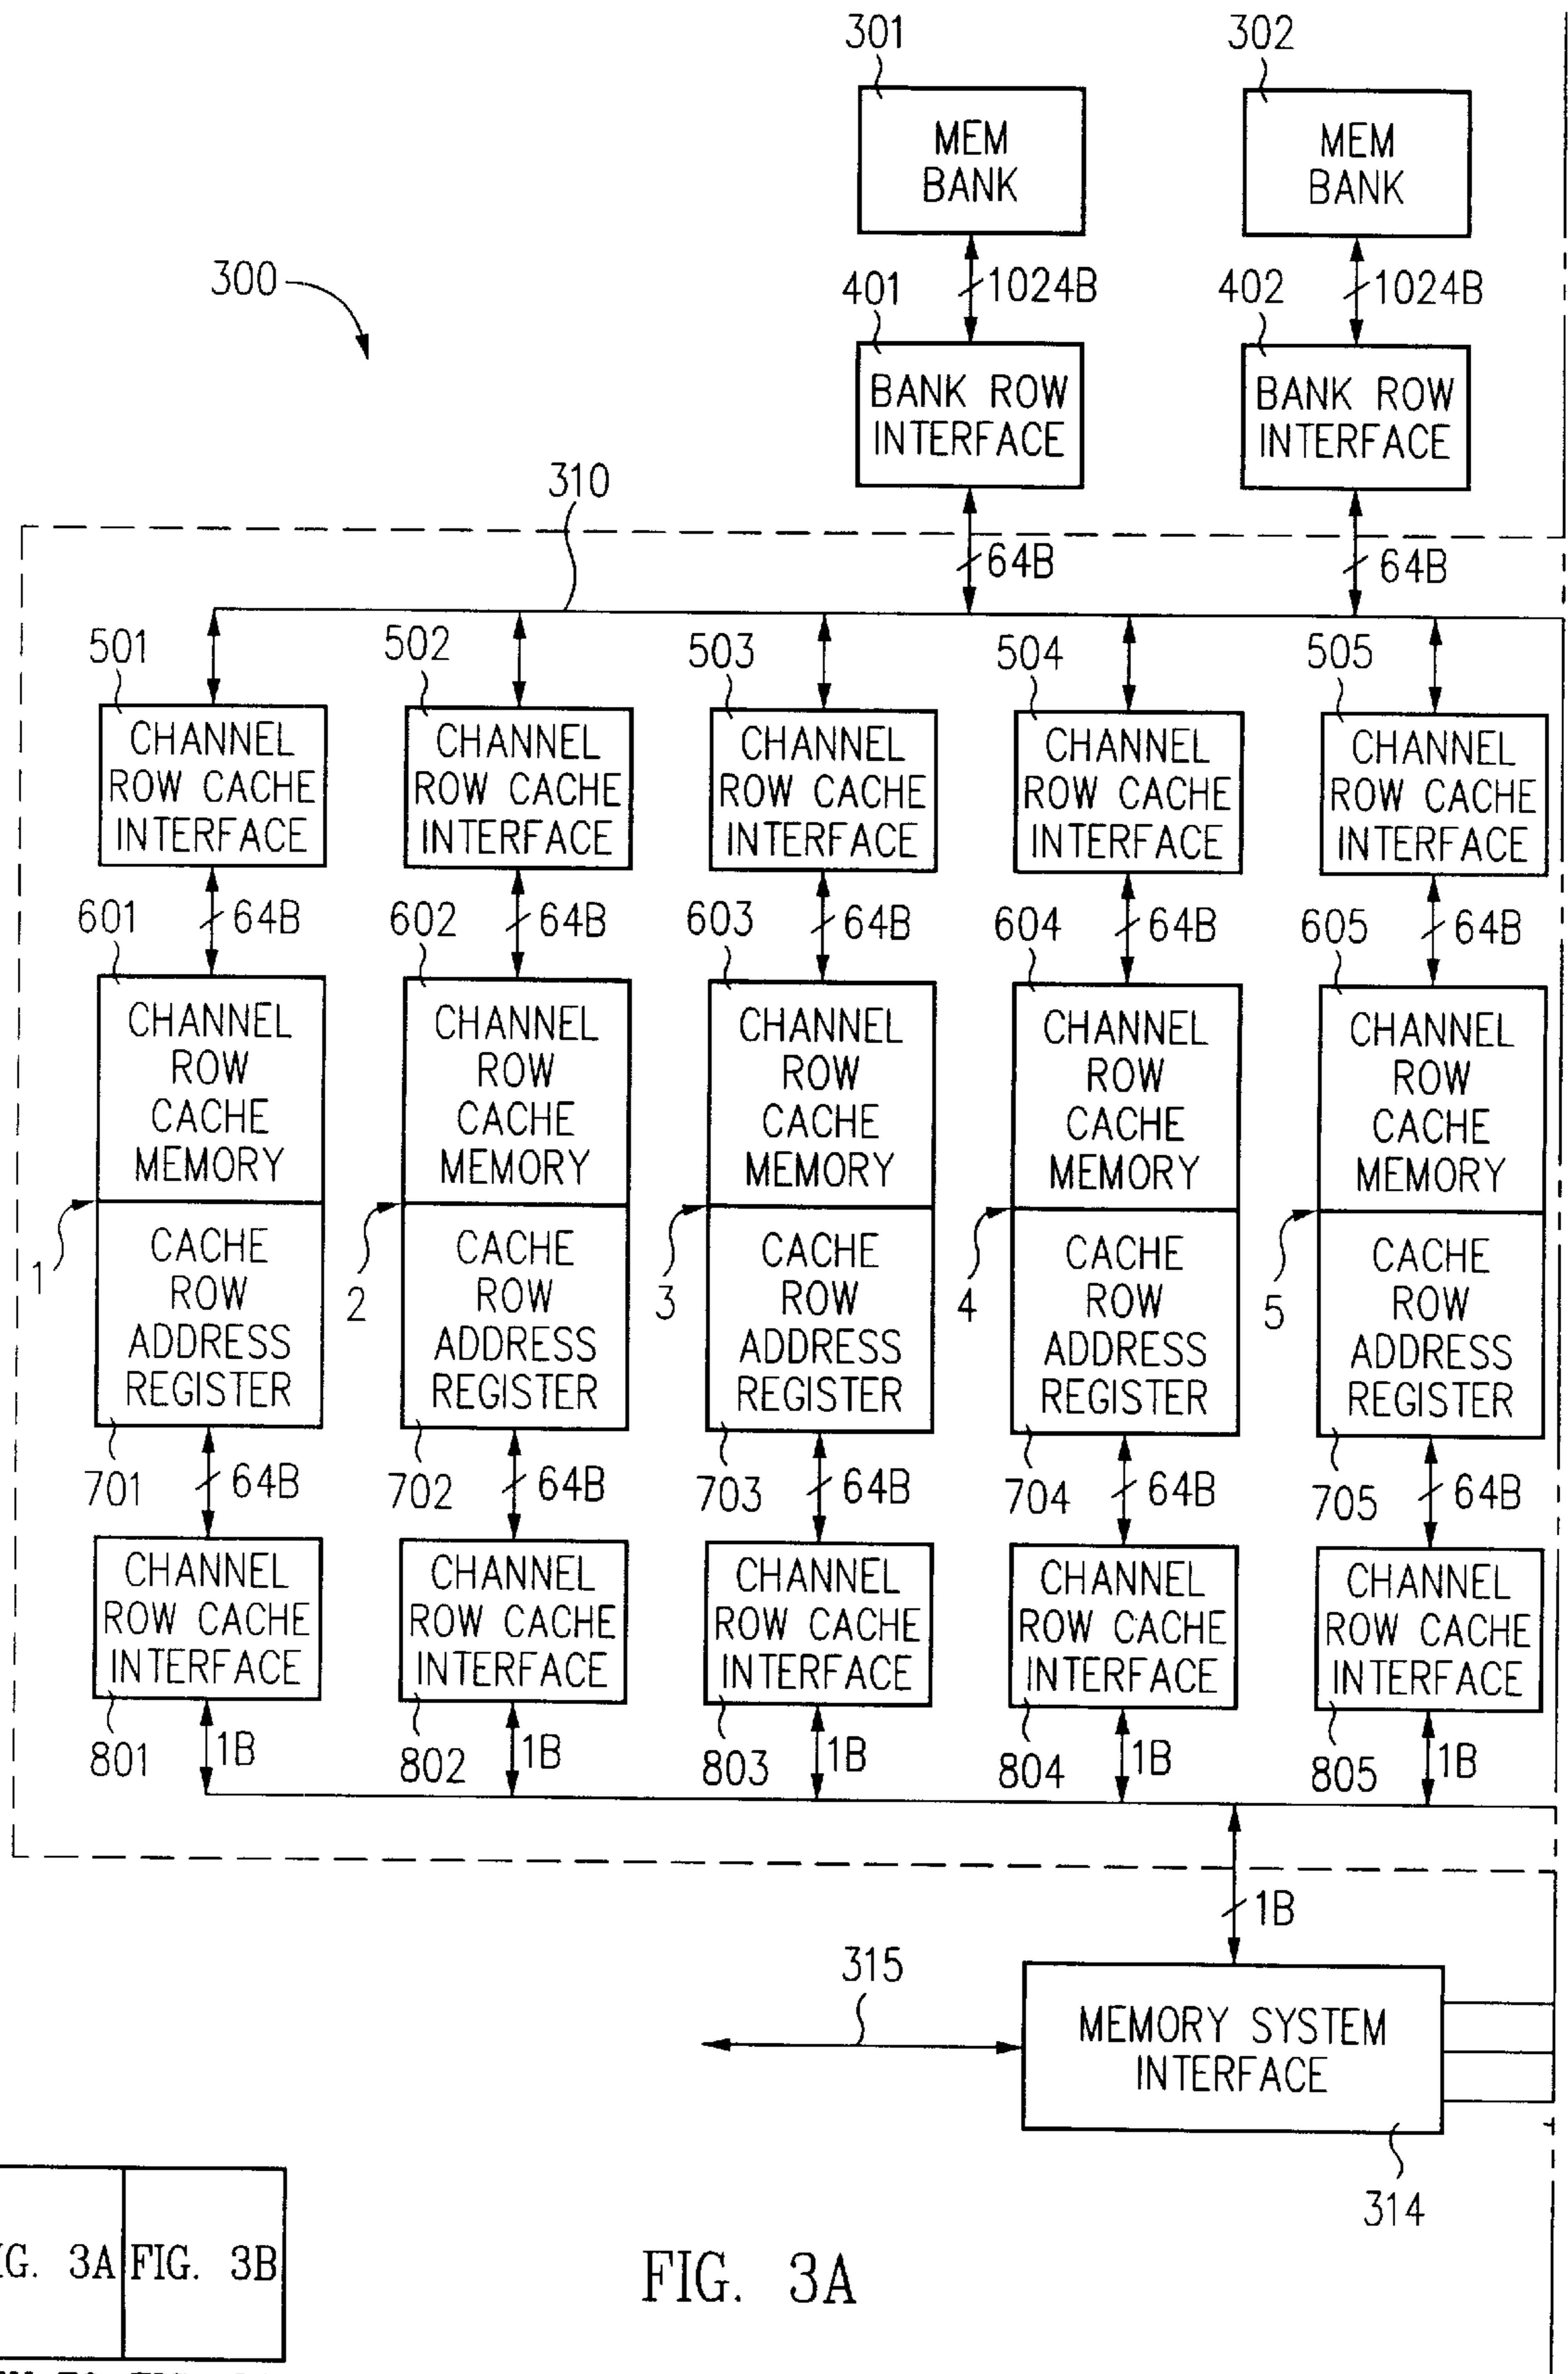 301
302
MEM
BANK
MEM
BANK
300
401
1024B
402
1024B
BANK ROW
INTERFACE
BANK ROW
INTERFACE
310
64B
64B
501
502
503
504
505
CHANNEL
ROW CACHE
INTERFACE
CHANNEL
ROW CACHE
INTERFACE
CHANNEL
ROW CACHE
INTERFACE
CHANNEL
ROW CACHE
INTERFACE
CHANNEL
ROW CACHE
INTERFACE
601
64B
602
64B
603
64B
604
64B
605
64B
CHANNEL
ROW
CACHE
MEMORY
CHANNEL
ROW
CACHE
MEMORY
CHANNEL
ROW
CACHE
MEMORY
CHANNEL
ROW
CACHE
MEMORY
CHANNEL
ROW
CACHE
MEMORY
1
2
3
4
5
CACHE
ROW
ADDRESS
REGISTER
CACHE
ROW
ADDRESS
REGISTER
CACHE
ROW
ADDRESS
REGISTER
CACHE
ROW
ADDRESS
REGISTER
CACHE
ROW
ADDRESS
REGISTER
701
64B
702
64B
703
64B
704
64B
705
64B
CHANNEL
ROW CACHE
INTERFACE
CHANNEL
ROW CACHE
INTERFACE
CHANNEL
ROW CACHE
INTERFACE
CHANNEL
ROW CACHE
INTERFACE
CHANNEL
ROW CACHE
INTERFACE
801
1B
802
1B
803
1B
804
1B
805
1B
1B
315
MEMORY SYSTEM
INTERFACE
314
IG. 3A
FIG. 3B
FIG. 3A